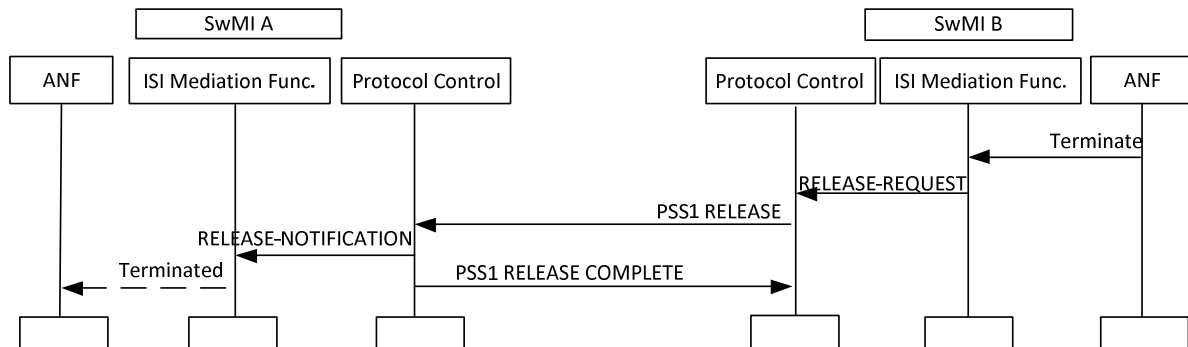 SwMI A
SwMI B
ANF
ISI Mediation Func.
Protocol Control
Protocol Control
ISI Mediation Func.
ANF
Terminate
RELEASE-REQUEST
PSS1 RELEASE
RELEASE-NOTIFICATION
Terminated
PSS1 RELEASE COMPLETE